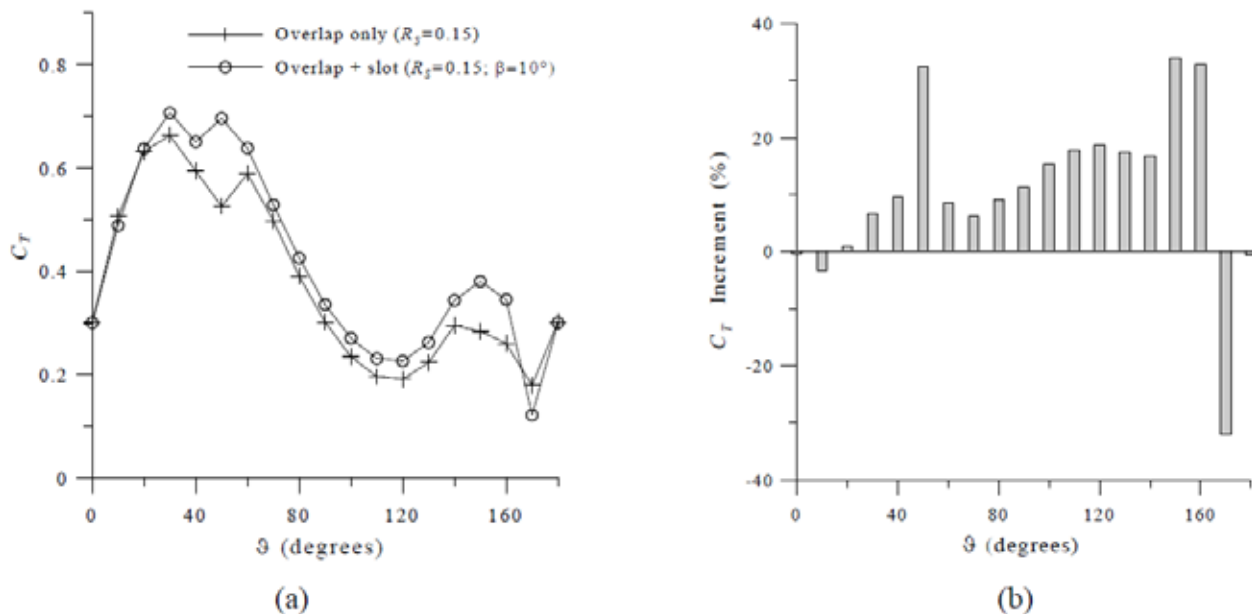 Overlap only (R_S=0.15)
Overlap + slot (R_S=0.15; β=10°)
0.8
0.6
0.4
0.2
0
C_T
0 40 80 120 160
ϑ (degrees)
(a)
40
20
0
-20
-40
C_T Increment (%)
0 40 80 120 160
ϑ (degrees)
(b)